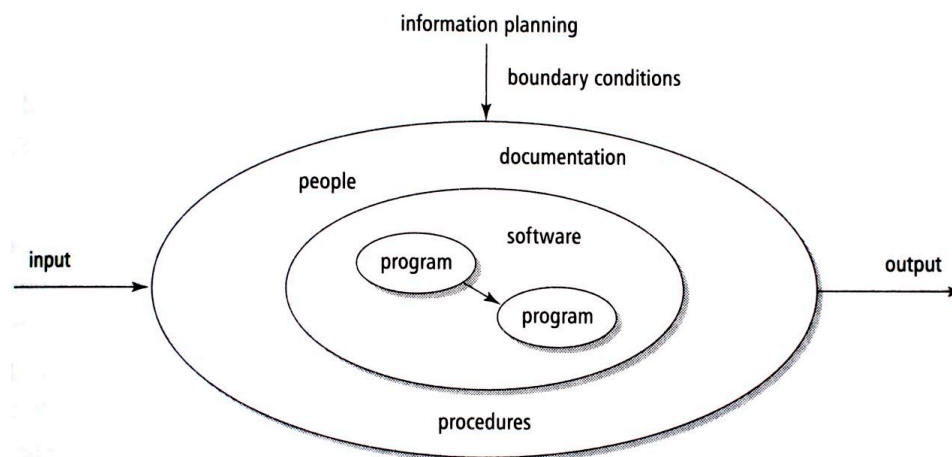 information planning
boundary conditions
documentation
people
software
input
program
output
program
procedures